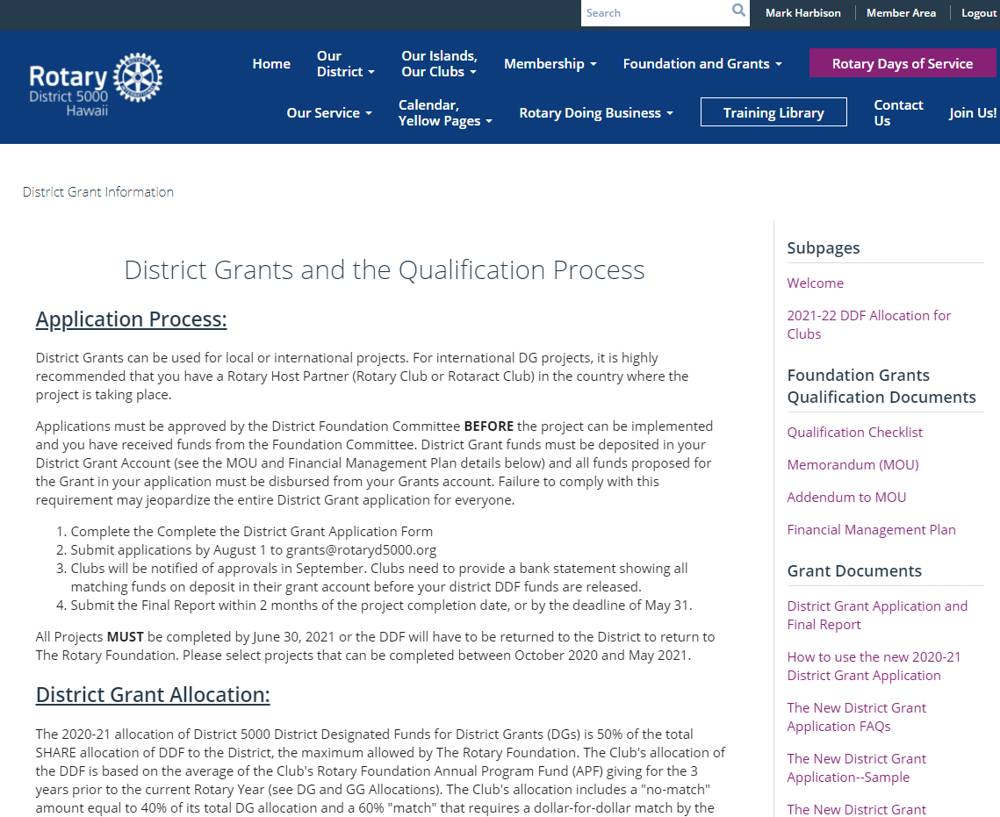 Search
Mark Harbison
Member Area
Logout
Rotary
District 5000
Hawaii
Home
Our
District
Our Islands,
Our Clubs
Membership
Foundation and Grants
Rotary Days of Service
Our Service
Calendar,
Yellow Pages
Rotary Doing Business
Training Library
Contact
Us
Join Us!
District Grant Information
District Grants and the Qualification Process
Application Process:
District Grants can be used for local or international projects. For international DG projects, it is highly
recommended that you have a Rotary Host Partner (Rotary Club or Rotaract Club) in the country where the
project is taking place.
Applications must be approved by the District Foundation Committee BEFORE the project can be implemented
and you have received funds from the Foundation Committee. District Grant funds must be deposited in your
District Grant Account (see the MOU and Financial Management Plan details below) and all funds proposed for
the Grant in your application must be disbursed from your Grants account. Failure to comply with this
requirement may jeopardize the entire District Grant application for everyone.
1. Complete the Complete the District Grant Application Form
2. Submit applications by August 1 to grants@rotaryd5000.org
3. Clubs will be notified of approvals in September. Clubs need to provide a bank statement showing all
matching funds on deposit in their grant account before your district DDF funds are released.
4. Submit the Final Report within 2 months of the project completion date, or by the deadline of May 31.
All Projects MUST be completed by June 30, 2021 or the DDF will have to be returned to the District to return to
The Rotary Foundation. Please select projects that can be completed between October 2020 and May 2021.
District Grant Allocation:
The 2020-21 allocation of District 5000 District Designated Funds for District Grants (DGs) is 50% of the total
SHARE allocation of DDF to the District, the maximum allowed by The Rotary Foundation. The Club's allocation of
the DDF is based on the average of the Club's Rotary Foundation Annual Program Fund (APF) giving for the 3
years prior to the current Rotary Year (see DG and GG Allocations). The Club's allocation includes a "no-match"
amount equal to 40% of its total DG allocation and a 60% "match" that requires a dollar-for-dollar match by the
Subpages
Welcome
2021-22 DDF Allocation for
Clubs
Foundation Grants
Qualification Documents
Qualification Checklist
Memorandum (MOU)
Addendum to MOU
Financial Management Plan
Grant Documents
District Grant Application and
Final Report
How to use the new 2020-21
District Grant Application
The New District Grant
Application FAQs
The New District Grant
Application--Sample
The New District Grant